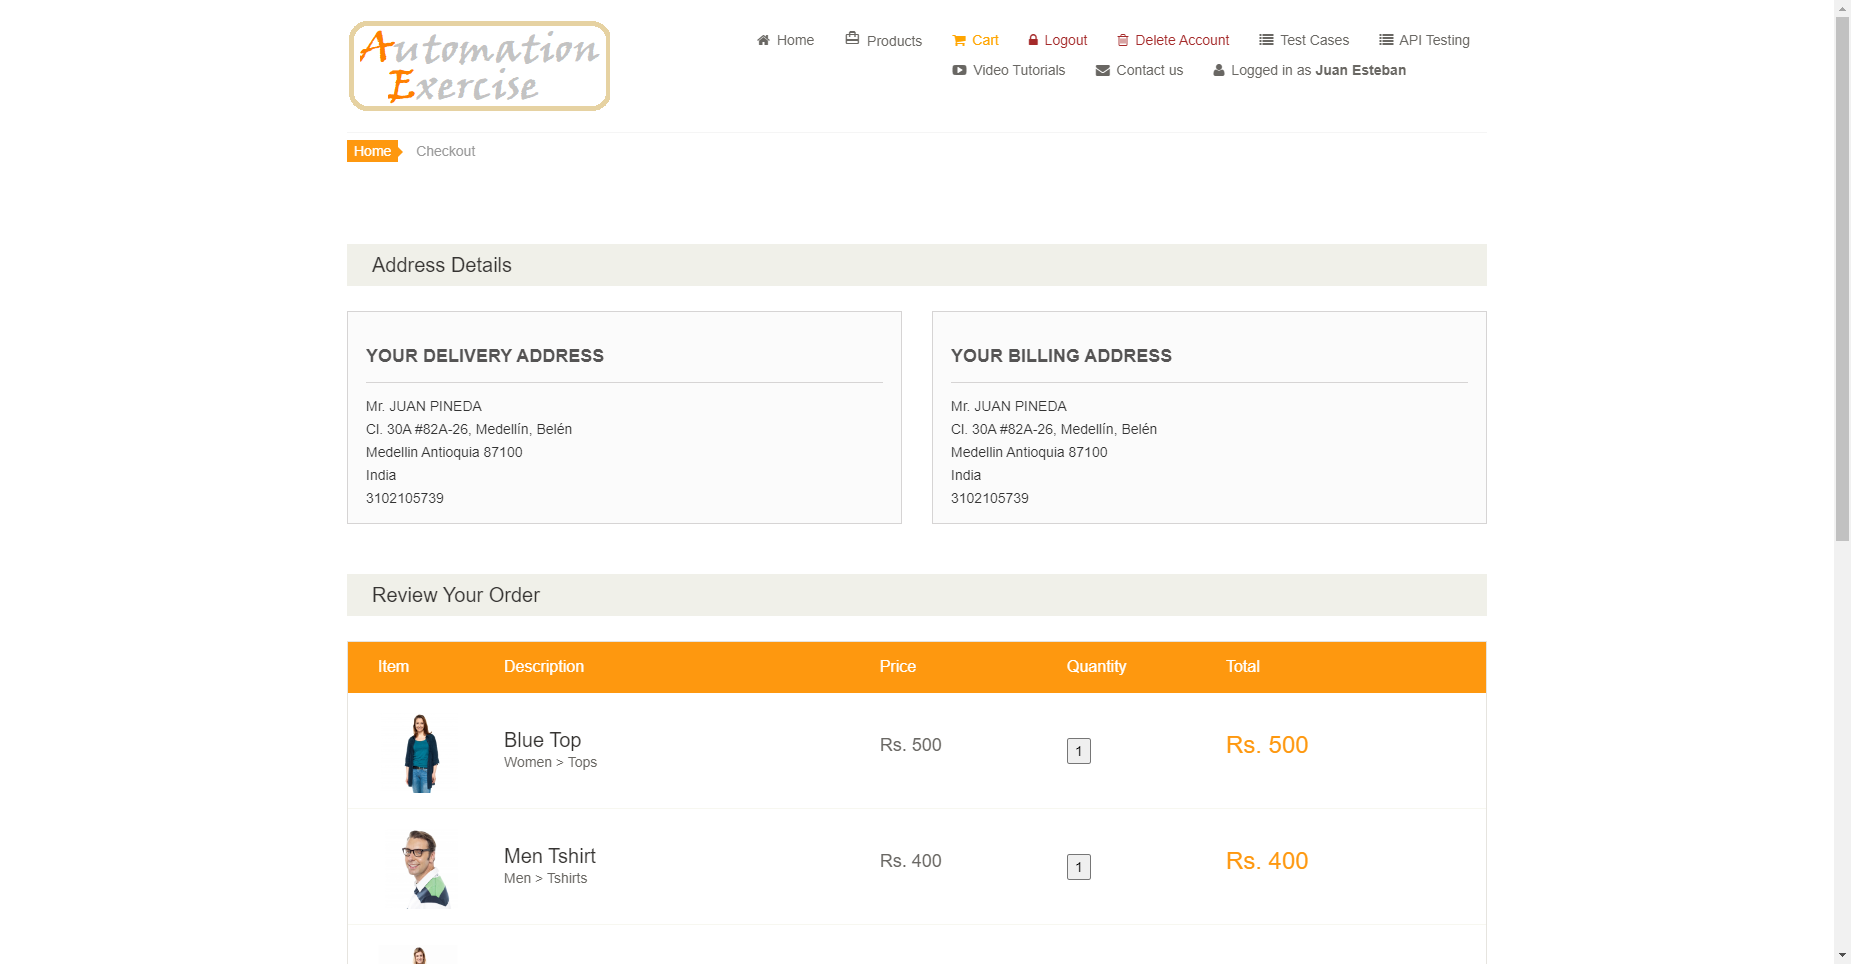 Automation
Exercise
Home
Products
Cart
Logout
Delete Account
Test Cases
API Testing
Video Tutorials
Contact us
Logged in as Juan Esteban
Home
Checkout
Address Details
YOUR DELIVERY ADDRESS
Mr. JUAN PINEDA
Cl. 30A #82A-26, Medellín, Belén
Medellin Antioquia 87100
India
3102105739
YOUR BILLING ADDRESS
Mr. JUAN PINEDA
Cl. 30A #82A-26, Medellín, Belén
Medellin Antioquia 87100
India
3102105739
Review Your Order
Item Description Price Quantity Total
Blue Top
Women > Tops
Rs. 500
1
Rs. 500
Men Tshirt
Men > Tshirts
Rs. 400
1
Rs. 400